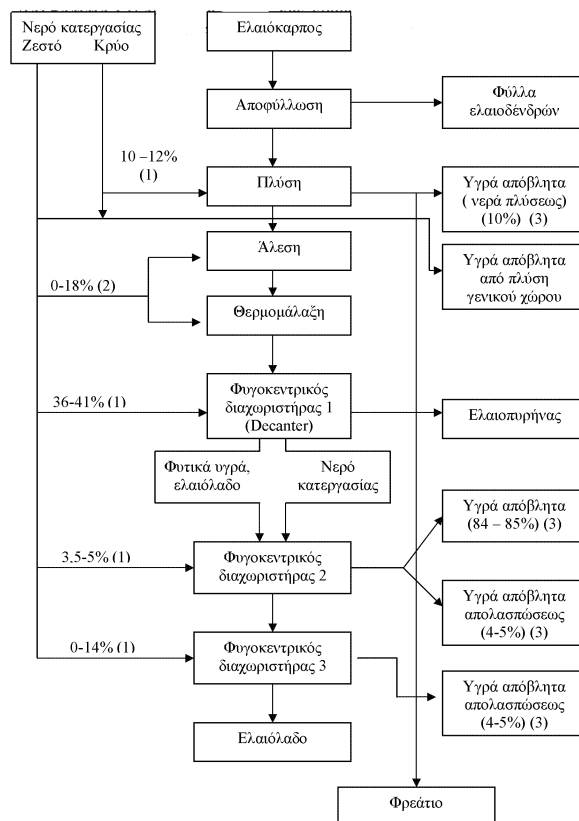 Νερό κατεργασίας
Ζεστό Κρύο
Ελαιόκαρπος
Αποφύλλωση
Φύλλα
ελαιοδένδρών
10 –12%
(1)
Πλύση
Υγρά απόβλητα
( νερά πλύσεως)
(10%) (3)
Άλεση
Υγρά απόβλητα
από πλύση
γενικού χώρου
0-18% (2)
Θερμομάλαξη
36-41% (1)
Φυγοκεντρικός
διαχωριστήρας 1
(Decanter)
Ελαιοπυρήνας
Φυτικά υγρά,
ελαιόλαδο
Νερό
κατεργασίας
Υγρά απόβλητα
(84 – 85%) (3)
3,5-5% (1)
Φυγοκεντρικός
διαχωριστήρας 2
Υγρά απόβλητα
απολασπώσεως
(4-5%) (3)
0-14% (1)
Φυγοκεντρικός
διαχωριστήρας 3
Υγρά απόβλητα
απολασπώσεως
(4-5%) (3)
Ελαιόλαδο
Φρεάτιο